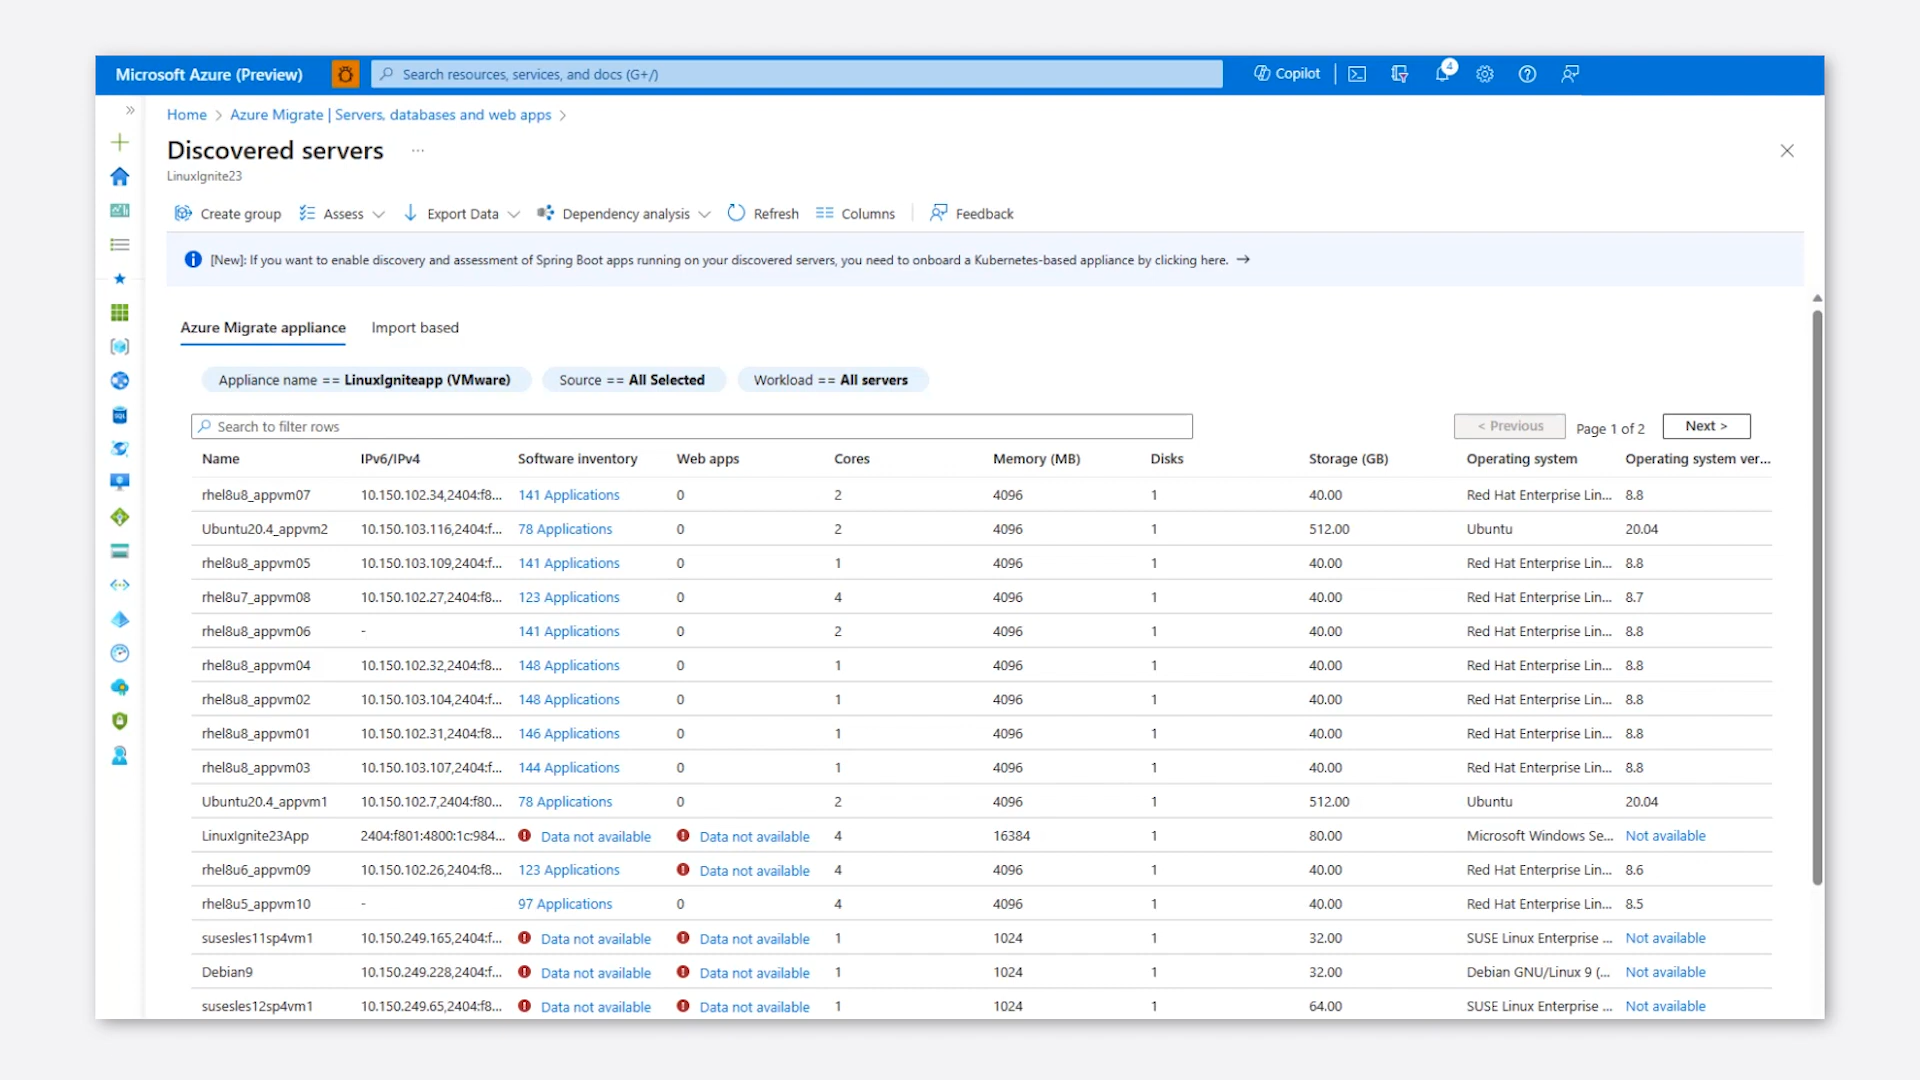 Microsoft Azure (Preview) Search resources, services, and docs (G+/) Copilot 4
Home > Azure Migrate | Servers, databases and web apps >
Discovered servers ...
LinuxIgnite23
Create group Assess Export Data Dependency analysis Refresh Columns Feedback
[New]: If you want to enable discovery and assessment of Spring Boot apps running on your discovered servers, you need to onboard a Kubernetes-based appliance by clicking here. →
Azure Migrate appliance Import based
Appliance name == LinuxIgniteapp (VMware) Source == All Selected Workload == All servers
Search to filter rows < Previous Page 1 of 2 Next >
Name IPv6/IPv4 Software inventory Web apps Cores Memory (MB) Disks Storage (GB) Operating system Operating system ver...
rhel8u8_appvm07 10.150.102.34,2404:f8... 141 Applications 0 2 4096 1 40.00 Red Hat Enterprise Lin... 8.8
Ubuntu20.4_appvm2 10.150.103.116,2404:f... 78 Applications 0 2 4096 1 512.00 Ubuntu 20.04
rhel8u8_appvm05 10.150.103.109,2404:f... 141 Applications 0 1 4096 1 40.00 Red Hat Enterprise Lin... 8.8
rhel8u7_appvm08 10.150.102.27,2404:f8... 123 Applications 0 4 4096 1 40.00 Red Hat Enterprise Lin... 8.7
rhel8u8_appvm06 - 141 Applications 0 2 4096 1 40.00 Red Hat Enterprise Lin... 8.8
rhel8u8_appvm04 10.150.102.32,2404:f8... 148 Applications 0 1 4096 1 40.00 Red Hat Enterprise Lin... 8.8
rhel8u8_appvm02 10.150.103.104,2404:f... 148 Applications 0 1 4096 1 40.00 Red Hat Enterprise Lin... 8.8
rhel8u8_appvm01 10.150.102.31,2404:f8... 146 Applications 0 1 4096 1 40.00 Red Hat Enterprise Lin... 8.8
rhel8u8_appvm03 10.150.103.107,2404:f... 144 Applications 0 1 4096 1 40.00 Red Hat Enterprise Lin... 8.8
Ubuntu20.4_appvm1 10.150.102.7,2404:f80... 78 Applications 0 2 4096 1 512.00 Ubuntu 20.04
LinuxIgnite23App 2404:f801:4800:1c:984... Data not available Data not available 4 16384 1 80.00 Microsoft Windows Se... Not available
rhel8u6_appvm09 10.150.102.26,2404:f8... 123 Applications Data not available 4 4096 1 40.00 Red Hat Enterprise Lin... 8.6
rhel8u5_appvm10 - 97 Applications 0 4 4096 1 40.00 Red Hat Enterprise Lin... 8.5
susesles11sp4vm1 10.150.249.165,2404:f... Data not available Data not available 1 1024 1 32.00 SUSE Linux Enterprise ... Not available
Debian9 10.150.249.228,2404:f... Data not available Data not available 1 1024 1 32.00 Debian GNU/Linux 9 (... Not available
susesles12sp4vm1 10.150.249.65,2404:f8... Data not available Data not available 1 1024 1 64.00 SUSE Linux Enterprise ... Not available